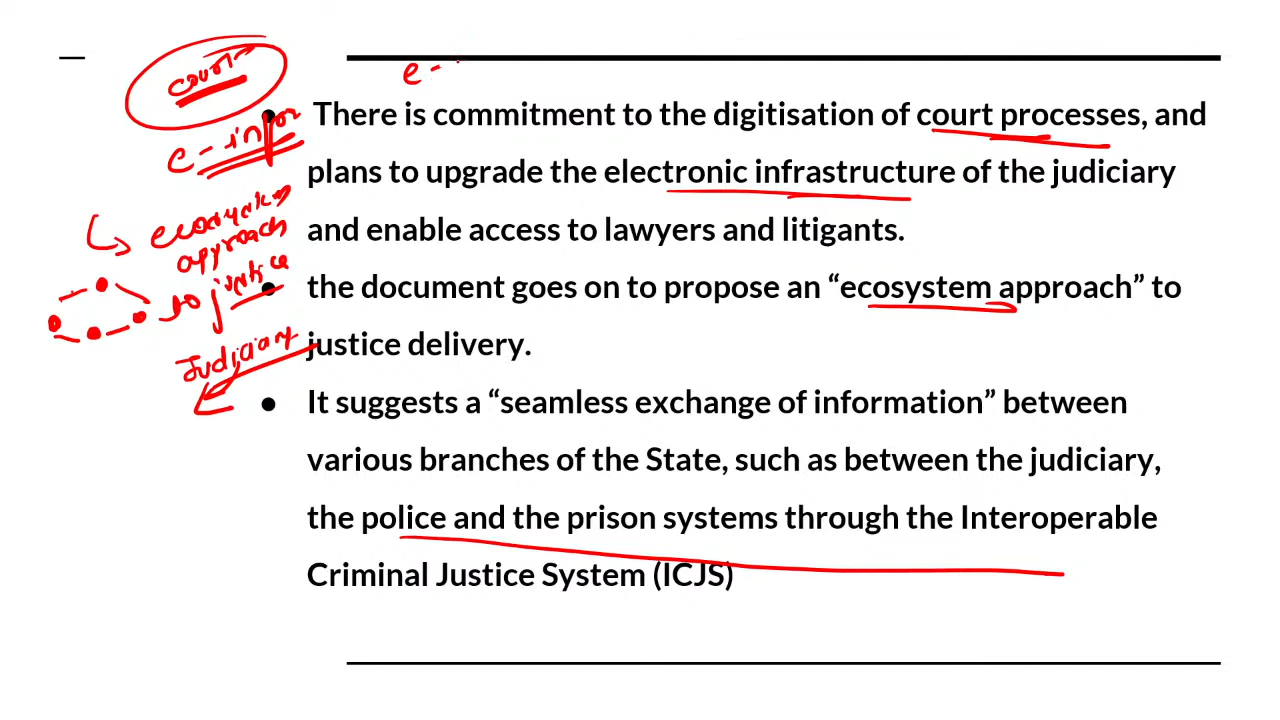 court
e-
● There is commitment to the digitisation of court processes, and
e-infor
plans to upgrade the electronic infrastructure of the judiciary
and enable access to lawyers and litigants.
approach
● the document goes on to propose an “ecosystem approach” to
to justice
justice delivery.
Judiciary
● It suggests a “seamless exchange of information” between
various branches of the State, such as between the judiciary,
the police and the prison systems through the Interoperable
Criminal Justice System (ICJS)